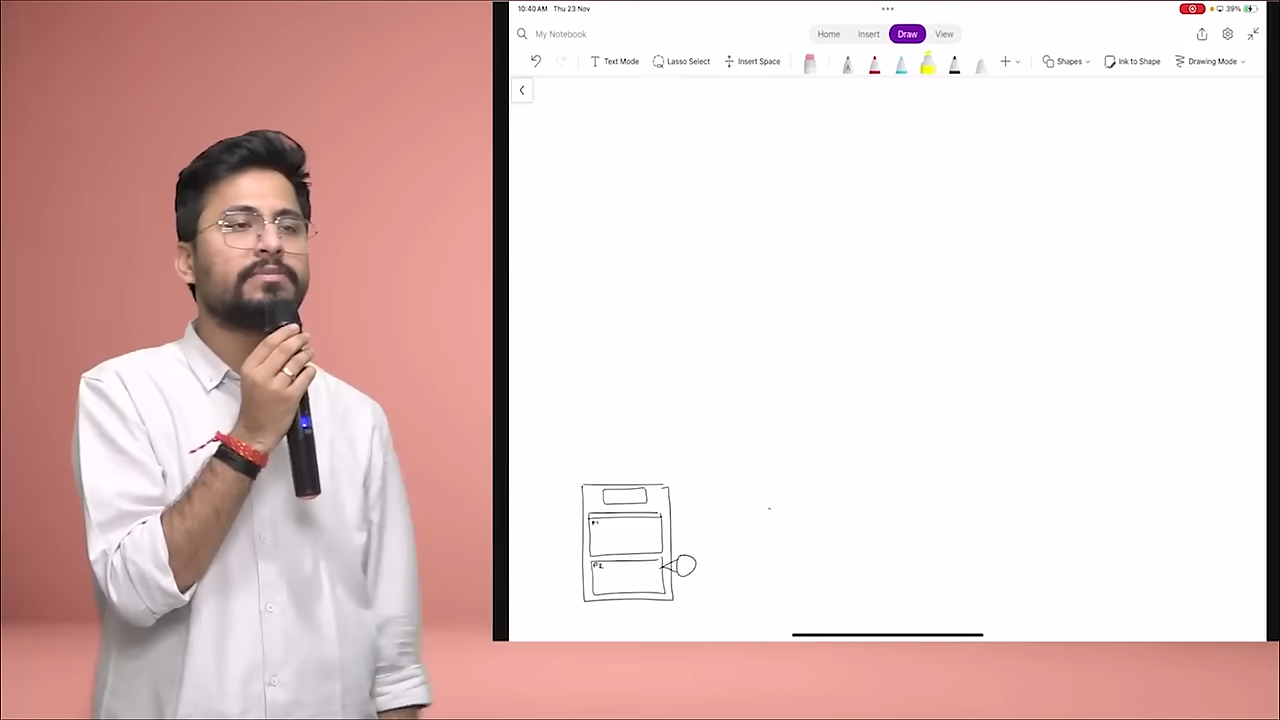 10:40 AM Thu 23 Nov
39%
My Notebook
Home Insert Draw View
Text Mode Lasso Select Insert Space Shapes Ink to Shape Drawing Mode
P1
P2